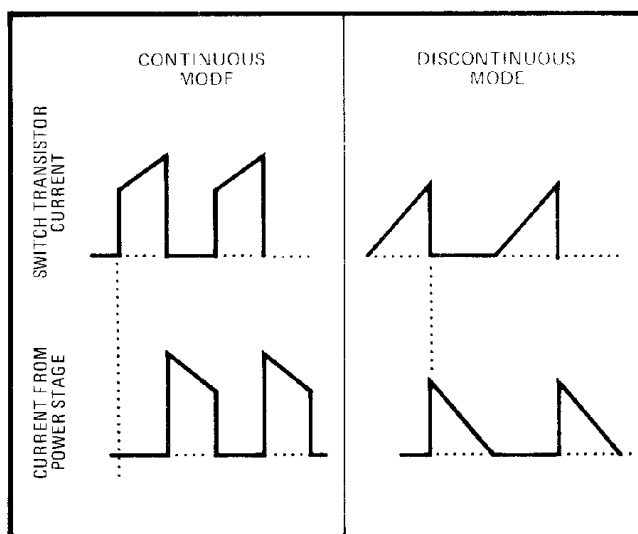 CONTINUOUS
MODE
DISCONTINUOUS
MODE
SWITCH TRANSISTOR
CURRENT
CURRENT FROM
POWER STAGE